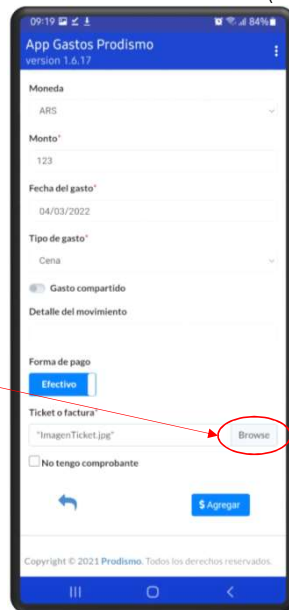 09:19 84%
App Gastos Prodismo
version 1.6.17
Moneda
ARS
Monto*
123
Fecha del gasto*
04/03/2022
Tipo de gasto*
Cena
Gasto compartido
Detalle del movimiento
Forma de pago
Efectivo
Ticket o factura*
"ImagenTicket.jpg" Browse
No tengo comprobante
$ Agregar
Copyright © 2021 Prodismo. Todos los derechos reservados.